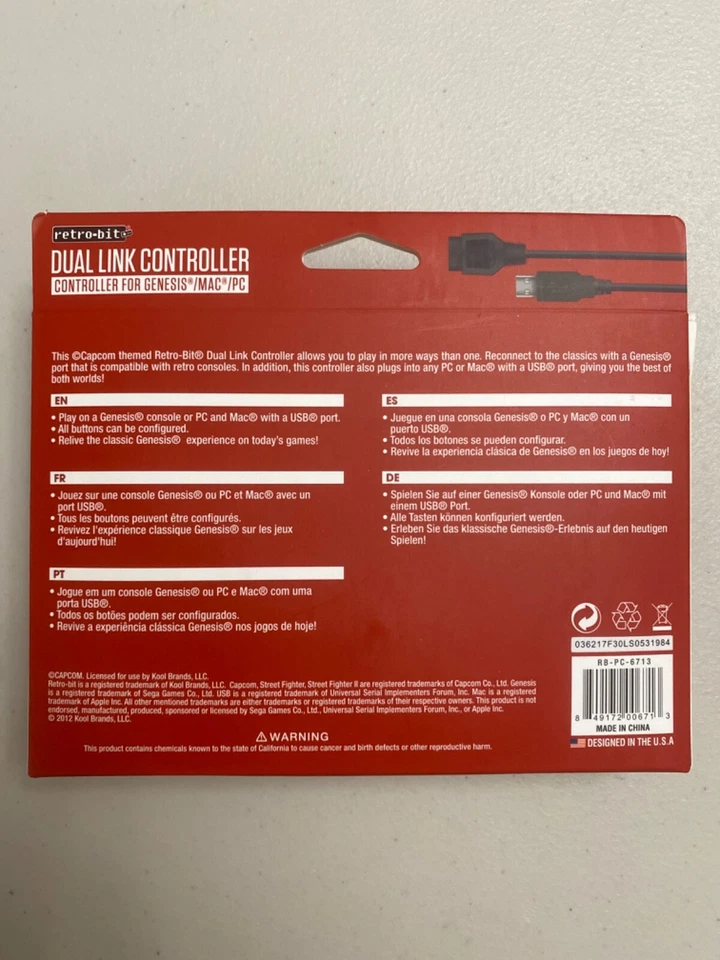 retro-bit
DUAL LINK CONTROLLER
CONTROLLER FOR GENESIS®/MAC®/PC
This ©Capcom themed Retro-Bit® Dual Link Controller allows you to play in more ways than one. Reconnect to the classics with a Genesis®
port that is compatible with retro consoles. In addition, this controller also plugs into any PC or Mac® with a USB® port, giving you the best of
both worlds!
EN
• Play on a Genesis® console or PC and Mac® with a USB® port.
• All buttons can be configured.
• Relive the classic Genesis® experience on today's games!
ES
• Juegue en una consola Genesis® o PC y Mac® con un
puerto USB®.
• Todos los botones se pueden configurar.
• Revive la experiencia clásica de Genesis® en los juegos de hoy!
FR
• Jouez sur une console Genesis® ou PC et Mac® avec un
port USB®.
• Tous les boutons peuvent être configurés.
• Revivez l'expérience classique Genesis® sur les jeux
d'aujourd'hui!
DE
• Spielen Sie auf einer Genesis® Konsole oder PC und Mac® mit
einem USB® Port.
• Alle Tasten können konfiguriert werden.
• Erleben Sie das klassische Genesis®-Erlebnis auf den heutigen
Spielen!
PT
• Jogue em um console Genesis® ou PC e Mac® com uma
porta USB®.
• Todos os botões podem ser configurados.
• Revive a experiência clássica Genesis® nos jogos de hoje!
©CAPCOM. Licensed for use by Kool Brands, LLC.
Retro-bit is a registered trademark of Kool Brands, LLC. Capcom, Street Fighter, Street Fighter II are registered trademarks of Capcom Co., Ltd. Genesis
is a registered trademark of Sega Games Co., Ltd. USB is a registered trademark of Universal Serial Implementers Forum, Inc. Mac is a registered
trademark of Apple Inc. All other mentioned trademarks are either trademarks or registered trademarks of their respective owners. This product is not
endorsed, manufactured, produced, sponsored or licensed by Sega Games Co., Ltd., Universal Serial Implementers Forum, Inc., or Apple Inc.
© 2012 Kool Brands, LLC.
036217F30LS0531984
RB-PC-6713
8 49172 00671 3
MADE IN CHINA
DESIGNED IN THE U.S.A
WARNING
This product contains chemicals known to the state of California to cause cancer and birth defects or other reproductive harm.